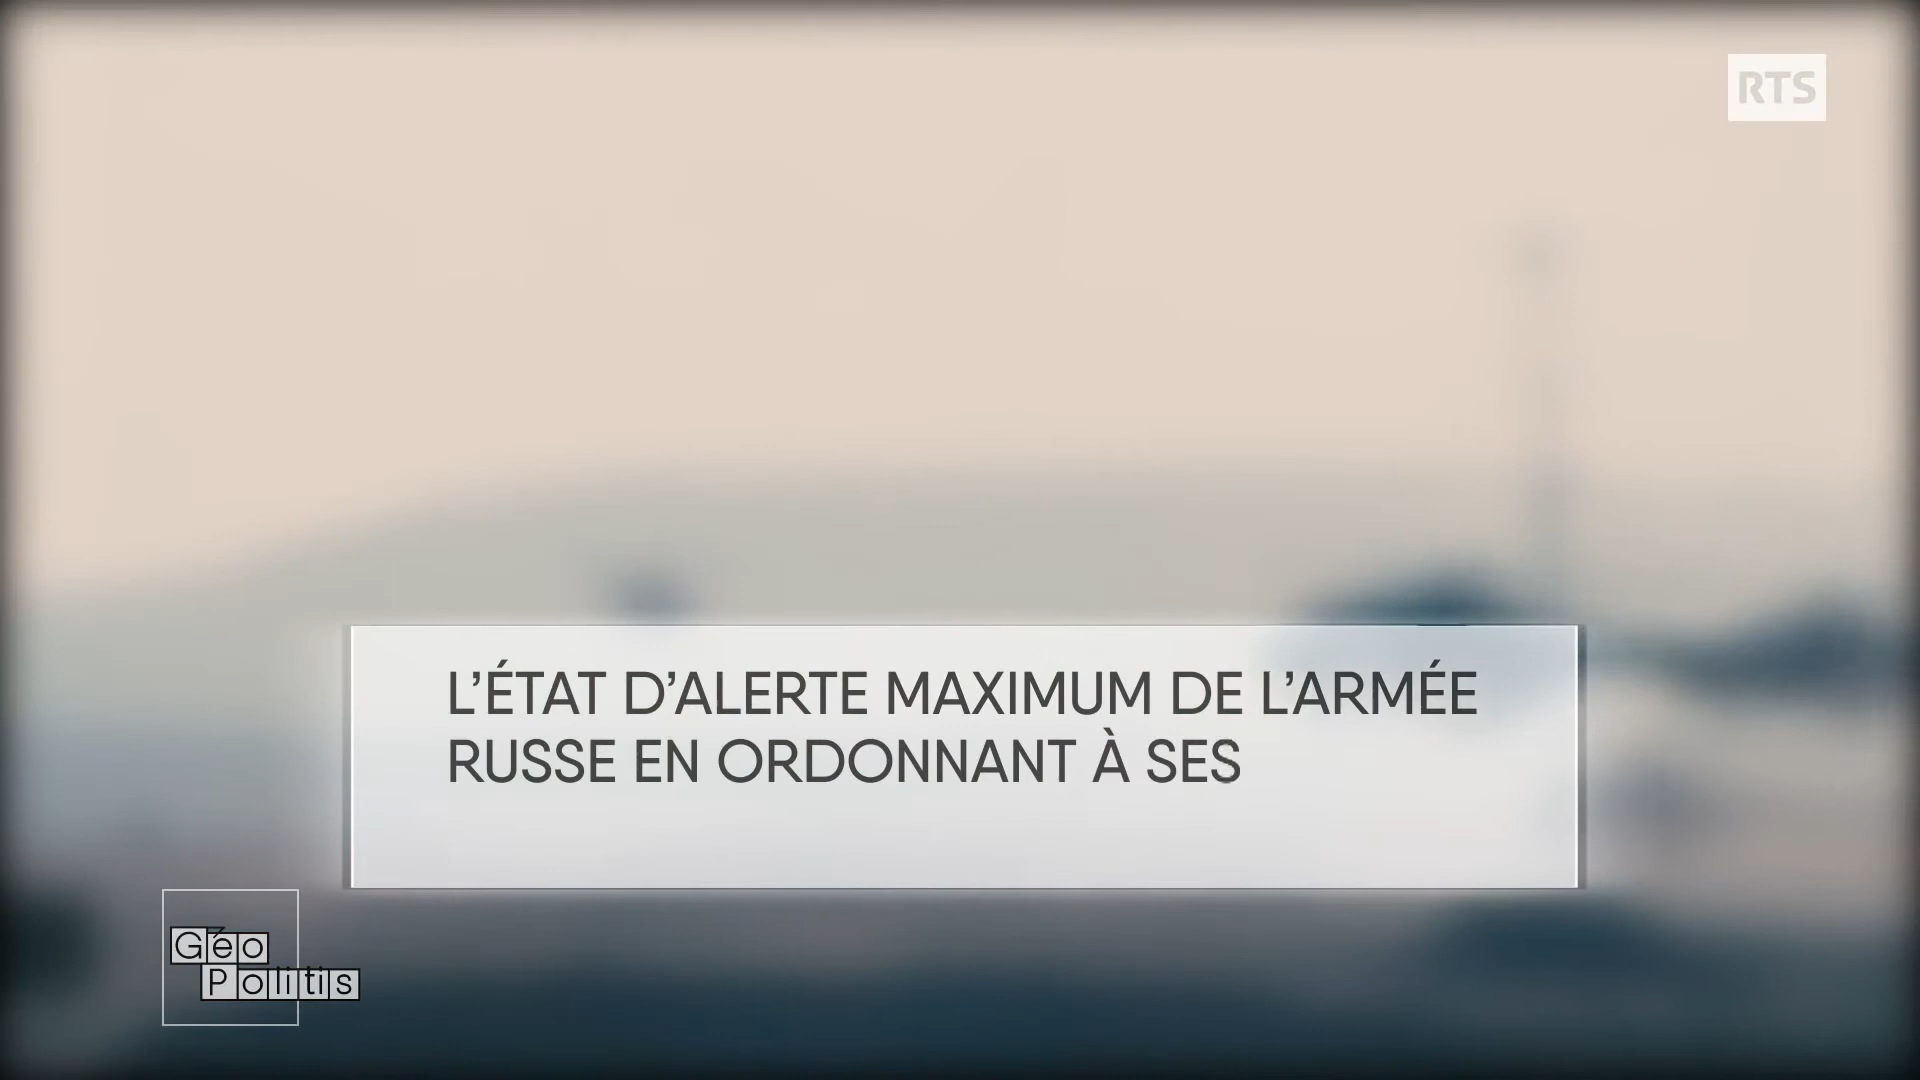 RTS
L’ÉTAT D’ALERTE MAXIMUM DE L’ARMÉE
RUSSE EN ORDONNANT À SES
Géo
Politis